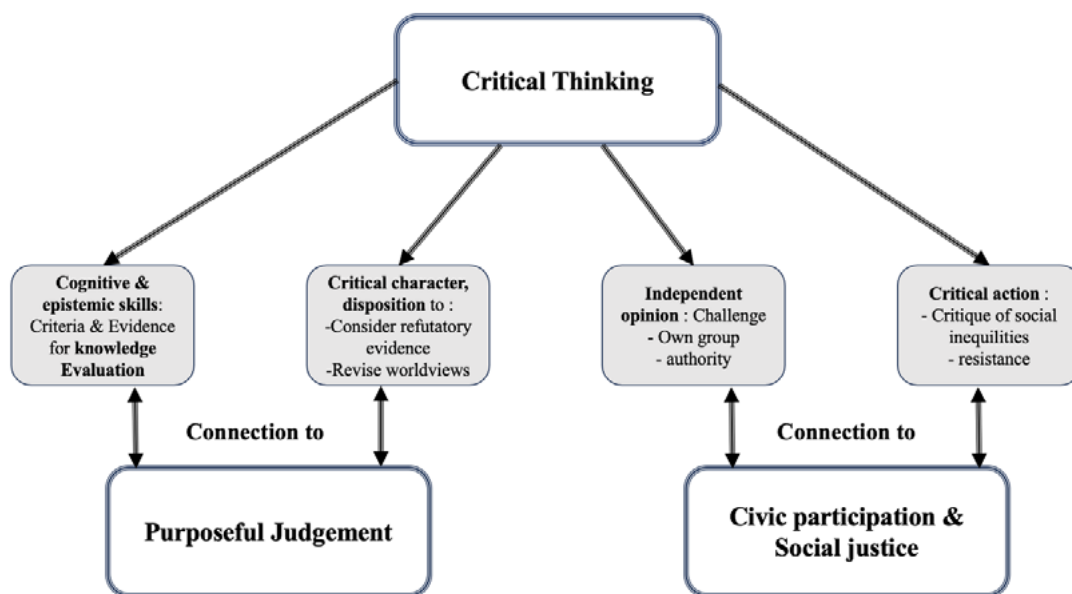 Critical Thinking
Cognitive &
epistemic skills:
Criteria & Evidence
for knowledge
Evaluation
Critical character,
disposition to :
-Consider refutatory
evidence
-Revise worldviews
Independent
opinion : Challenge
- Own group
- authority
Critical action :
- Critique of social
inequilities
- resistance
Connection to
Connection to
Purposeful Judgement
Civic participation &
Social justice